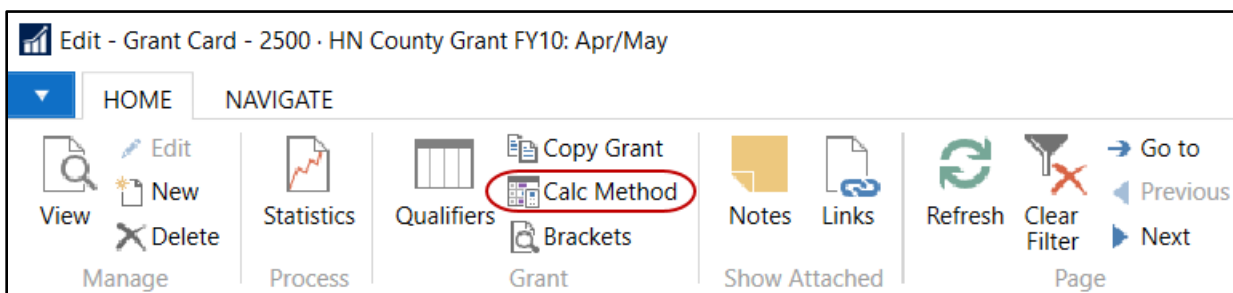 Edit - Grant Card - 2500 · HN County Grant FY10: Apr/May
HOME NAVIGATE
View
Edit
New
Delete
Manage
Statistics
Process
Qualifiers
Copy Grant
Calc Method
Brackets
Grant
Notes
Links
Show Attached
Refresh
Clear
Filter
Go to
Previous
Next
Page